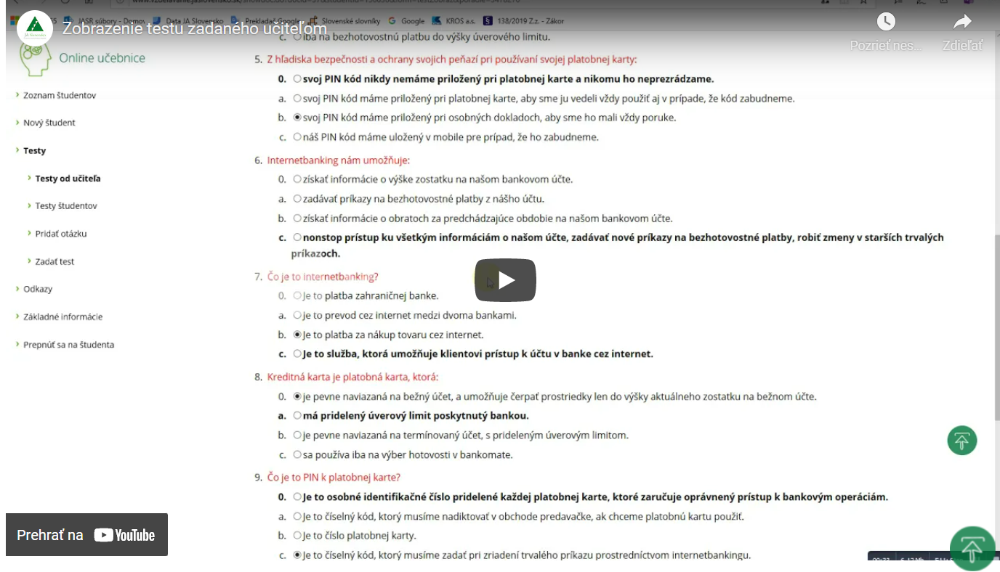 JASR súbory - Domov
Data JA Slovensko
Prekladač Google
Slovenské slovníky
Google
KROS a.s.
138/2019 Z.z. - Zákor
JA Slovensko
Zobrazenie testu zadaného učiteľom
Pozrieť nes...
Zdieľať
Online učebnice
Zoznam študentov
Nový študent
Testy
Testy od učiteľa
Testy študentov
Pridať otázku
Zadať test
Odkazy
Základné informácie
Prepnúť sa na študenta
c. iba na bezhotovostnú platbu do výšky úverového limitu.
5. Z hľadiska bezpečnosti a ochrany svojich peňazí pri používaní svojej platobnej karty:
0. svoj PIN kód nikdy nemáme priložený pri platobnej karte a nikomu ho neprezrádzame.
a. svoj PIN kód máme priložený pri platobnej karte, aby sme ju vedeli vždy použiť aj v prípade, že kód zabudneme.
b. svoj PIN kód máme priložený pri osobných dokladoch, aby sme ho mali vždy poruke.
c. náš PIN kód máme uložený v mobile pre prípad, že ho zabudneme.
6. Internetbanking nám umožňuje:
0. získať informácie o výške zostatku na našom bankovom účte.
a. zadávať príkazy na bezhotovostné platby z nášho účtu.
b. získať informácie o obratoch za predchádzajúce obdobie na našom bankovom účte.
c. nonstop prístup ku všetkým informáciám o našom účte, zadávať nové príkazy na bezhotovostné platby, robiť zmeny v starších trvalých
príkazoch.
7. Čo je to internetbanking?
0. Je to platba zahraničnej banke.
a. je to prevod cez internet medzi dvoma bankami.
b. Je to platba za nákup tovaru cez internet.
c. Je to služba, ktorá umožňuje klientovi prístup k účtu v banke cez internet.
8. Kreditná karta je platobná karta, ktorá:
0. je pevne naviazaná na bežný účet, a umožňuje čerpať prostriedky len do výšky aktuálneho zostatku na bežnom účte.
a. má pridelený úverový limit poskytnutý bankou.
b. je pevne naviazaná na termínovaný účet, s prideleným úverovým limitom.
c. sa používa iba na výber hotovosti v bankomate.
9. Čo je to PIN k platobnej karte?
0. Je to osobné identifikačné číslo pridelené každej platobnej karte, ktoré zaručuje oprávnený prístup k bankovým operáciám.
a. Je to číselný kód, ktorý musíme nadiktovať v obchode predavačke, ak chceme platobnú kartu použiť.
b. Je to číslo platobnej karty.
c. Je to číselný kód, ktorý musíme zadať pri zriadení trvalého príkazu prostredníctvom internetbankingu.
Prehrať na YouTube